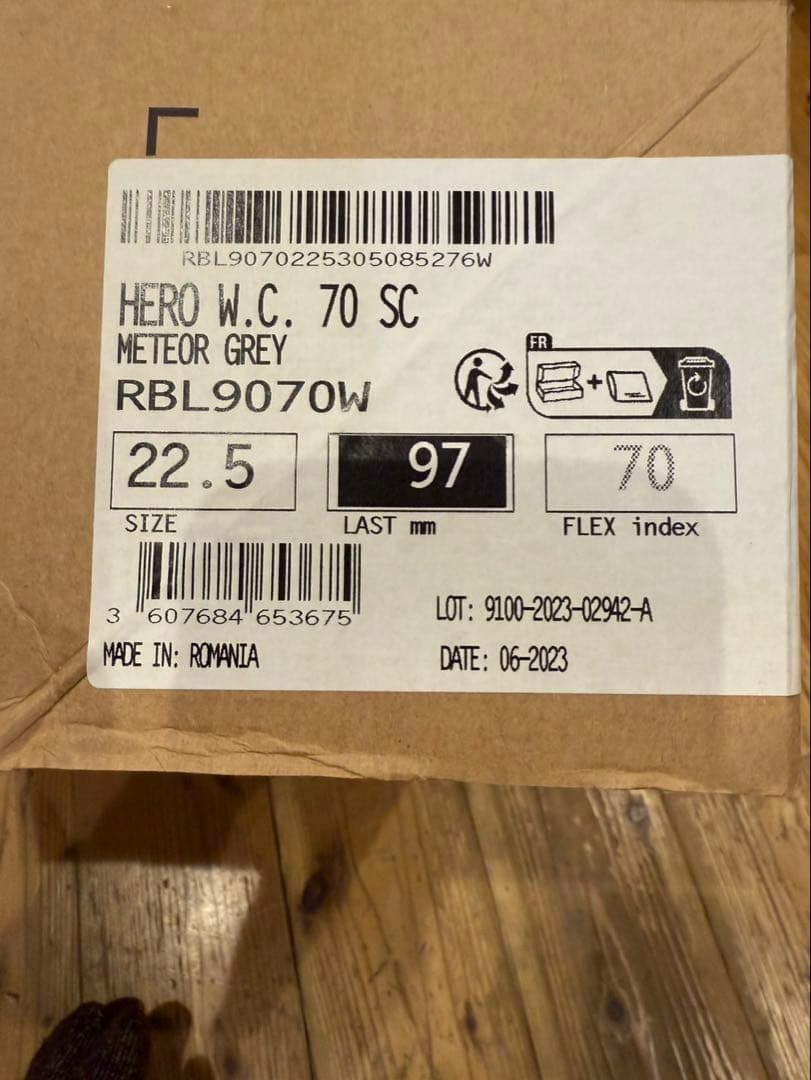 RBL9070225305085276W
HERO W.C. 70 SC
METEOR GREY
RBL9070W
FR
22.5
97
70
SIZE
LAST mm
FLEX index
3 607684 653675
LOT: 9100-2023-02942-A
MADE IN: ROMANIA
DATE: 06-2023